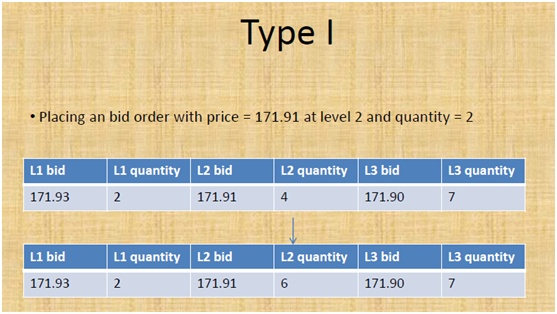 Type I
• Placing an bid order with price = 171.91 at level 2 and quantity = 2
L1 bid L1 quantity L2 bid L2 quantity L3 bid L3 quantity
171.93 2 171.91 4 171.90 7
L1 bid L1 quantity L2 bid L2 quantity L3 bid L3 quantity
171.93 2 171.91 6 171.90 7